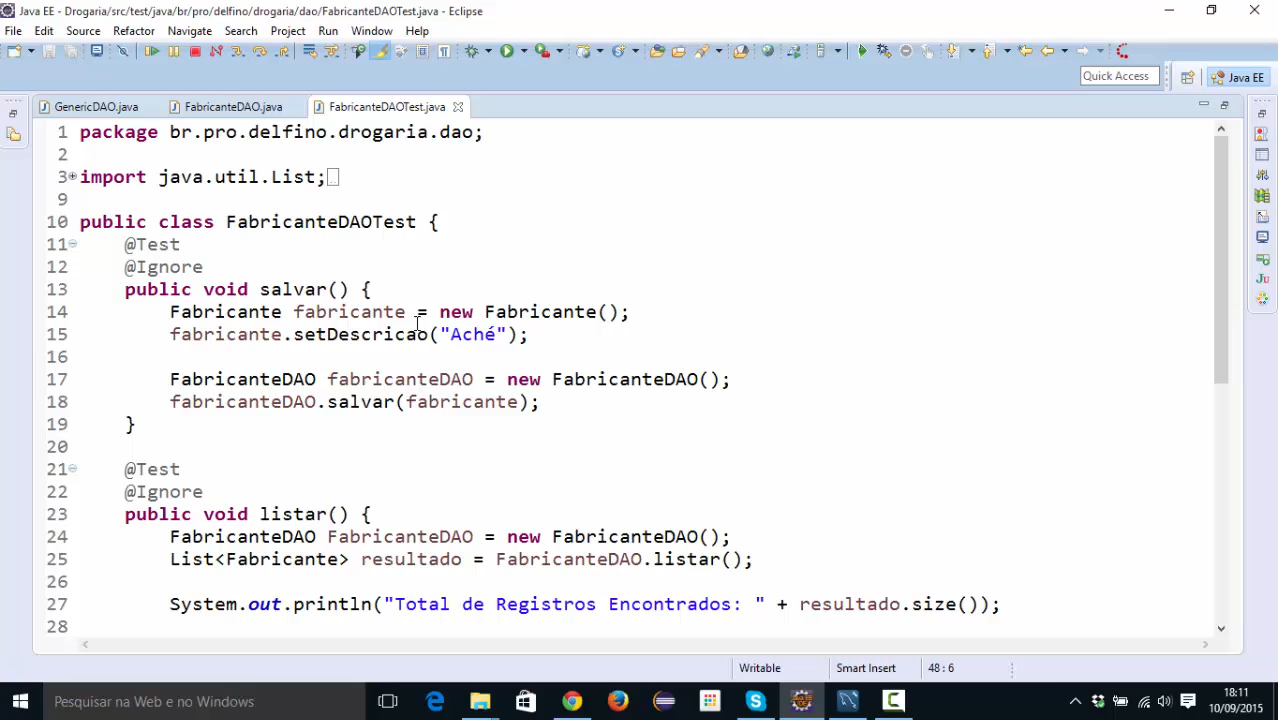 Java EE - Drogaria/src/test/java/br/pro/delfino/drogaria/dao/FabricanteDAOTest.java - Eclipse
File Edit Source Refactor Navigate Search Project Run Window Help
Quick Access Java EE
GenericDAO.java FabricanteDAO.java FabricanteDAOTest.java
1 package br.pro.delfino.drogaria.dao;
2
3 import java.util.List;
9
10 public class FabricanteDAOTest {
11 @Test
12 @Ignore
13 public void salvar() {
14 Fabricante fabricante = new Fabricante();
15 fabricante.setDescricao("Aché");
16
17 FabricanteDAO fabricanteDAO = new FabricanteDAO();
18 fabricanteDAO.salvar(fabricante);
19 }
20
21 @Test
22 @Ignore
23 public void listar() {
24 FabricanteDAO FabricanteDAO = new FabricanteDAO();
25 List<Fabricante> resultado = FabricanteDAO.listar();
26
27 System.out.println("Total de Registros Encontrados: " + resultado.size());
28
Writable Smart Insert 48 : 6
Pesquisar na Web e no Windows
18:11
10/09/2015